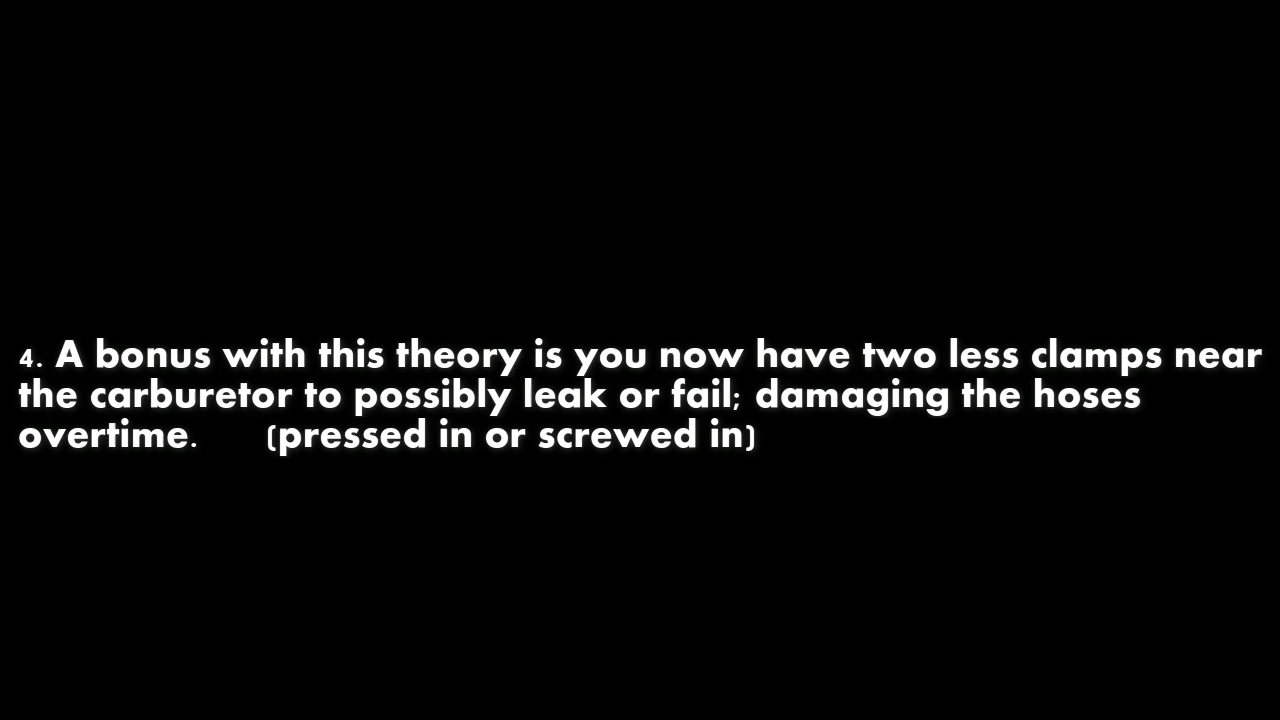 4. A bonus with this theory is you now have two less clamps near
the carburetor to possibly leak or fail; damaging the hoses
overtime. (pressed in or screwed in)